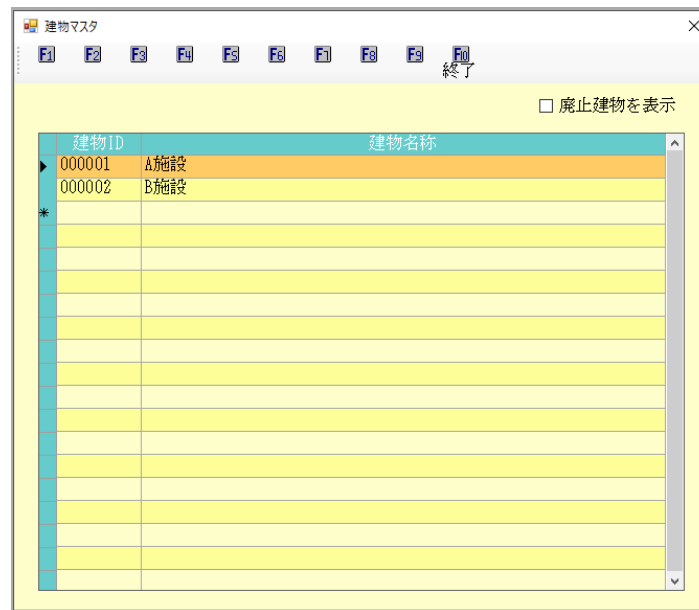 建物マスタ
F1 F2 F3 F4 F5 F6 F7 F8 F9 F10
終了
廃止建物を表示
建物ID 建物名称
000001 A施設
000002 B施設